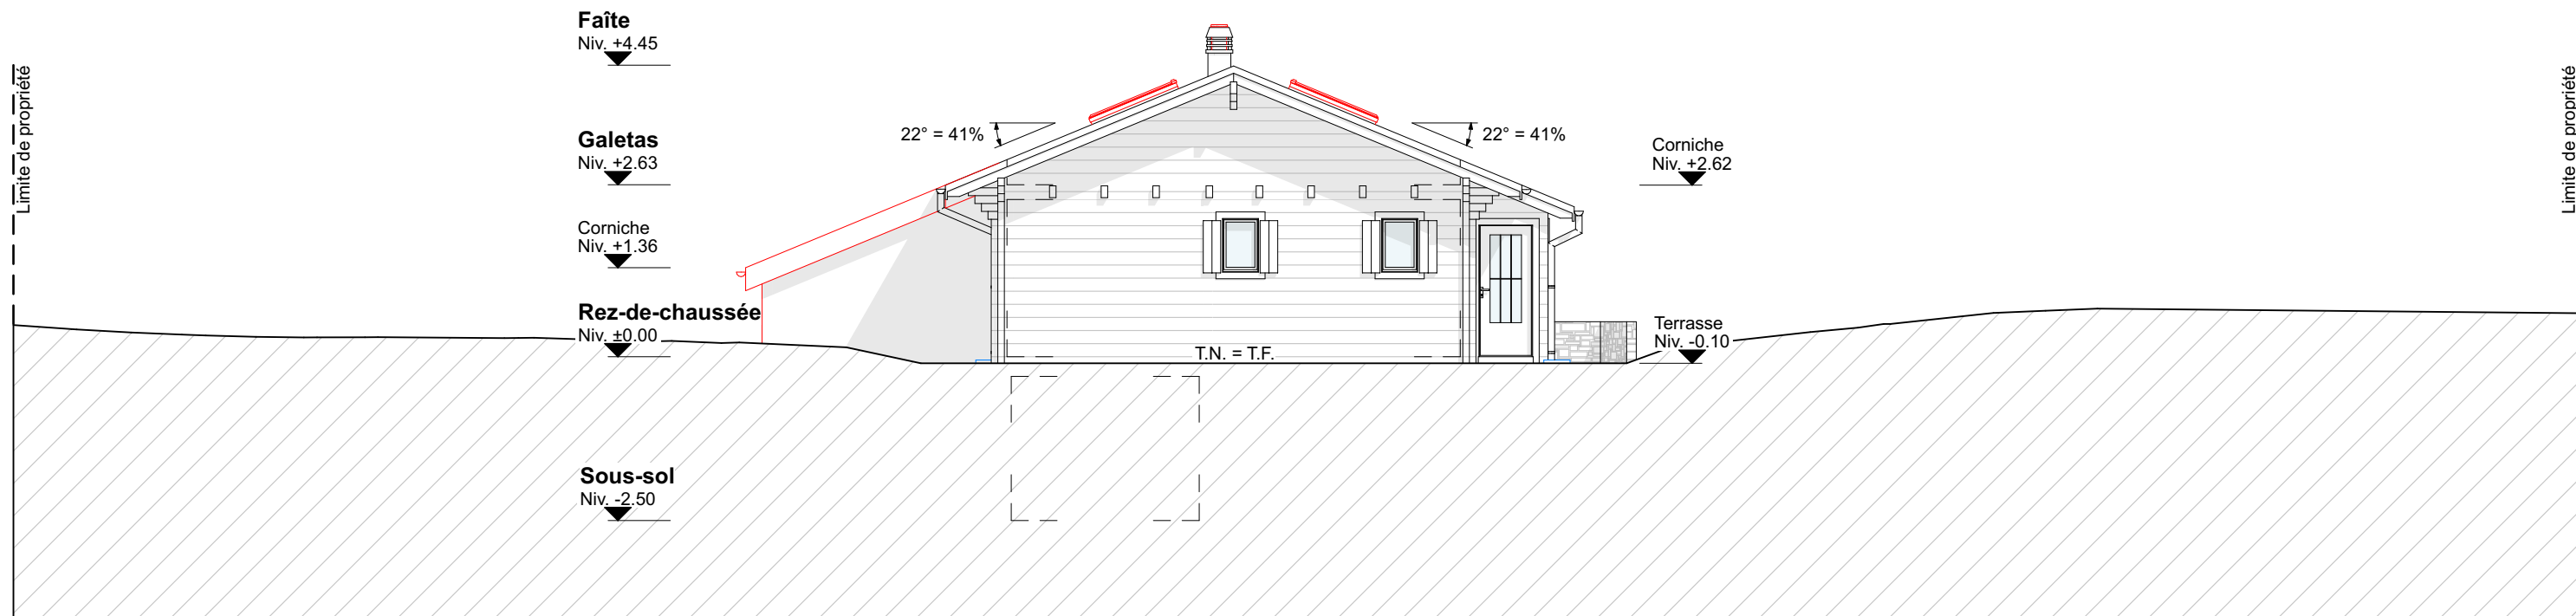 Faîte
Niv. +4.45
Limite de propriété
Galetas
Niv. +2.63
22° = 41%
22° = 41%
Corniche
Niv. +2.62
Limite de propriété
Corniche
Niv. +1.36
Rez-de-chaussée
Niv. ±0.00
T.N. = T.F.
Terrasse
Niv. -0.10
Sous-sol
Niv. -2.50